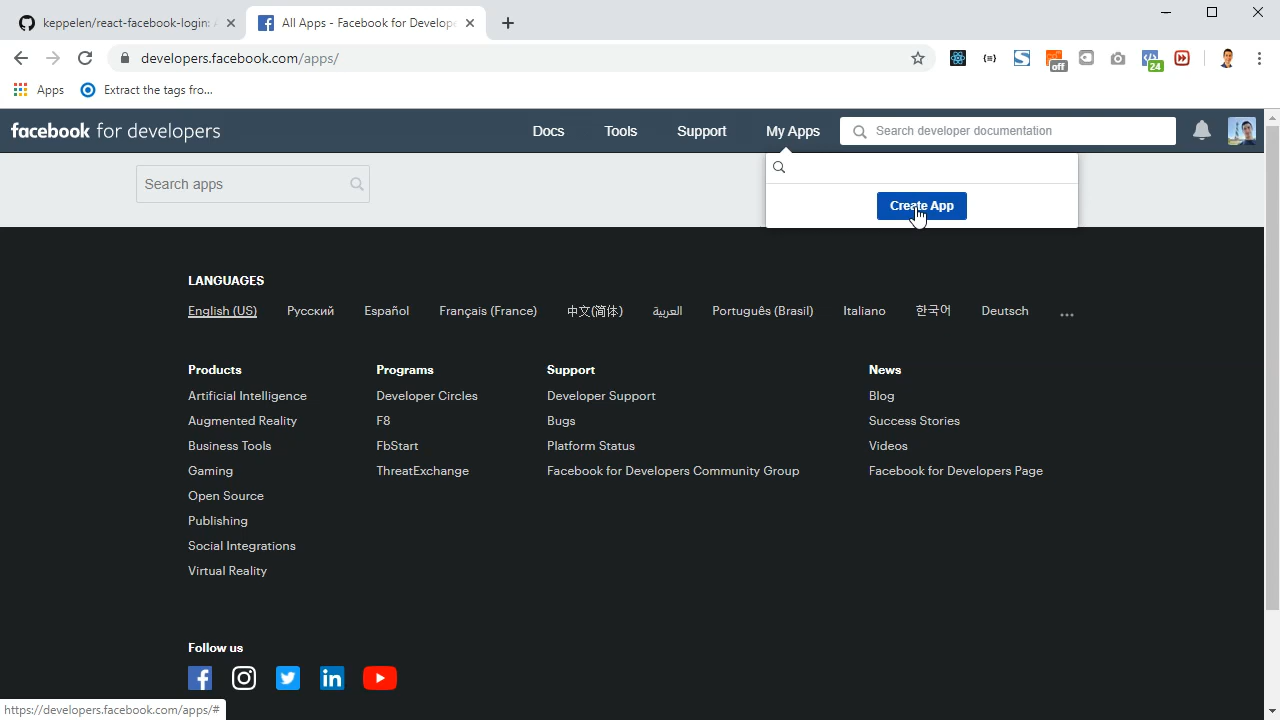 keppelen/react-facebook-login:
All Apps - Facebook for Develope
developers.facebook.com/apps/
off
24
Apps
Extract the tags fro...
facebook for developers
Docs
Tools
Support
My Apps
Search developer documentation
Search apps
Create App
LANGUAGES
English (US)
Русский
Español
Français (France)
中文(简体)
العربية
Português (Brasil)
Italiano
한국어
Deutsch
...
Products
Artificial Intelligence
Augmented Reality
Business Tools
Gaming
Open Source
Publishing
Social Integrations
Virtual Reality
Programs
Developer Circles
F8
FbStart
ThreatExchange
Support
Developer Support
Bugs
Platform Status
Facebook for Developers Community Group
News
Blog
Success Stories
Videos
Facebook for Developers Page
Follow us
https://developers.facebook.com/apps/#